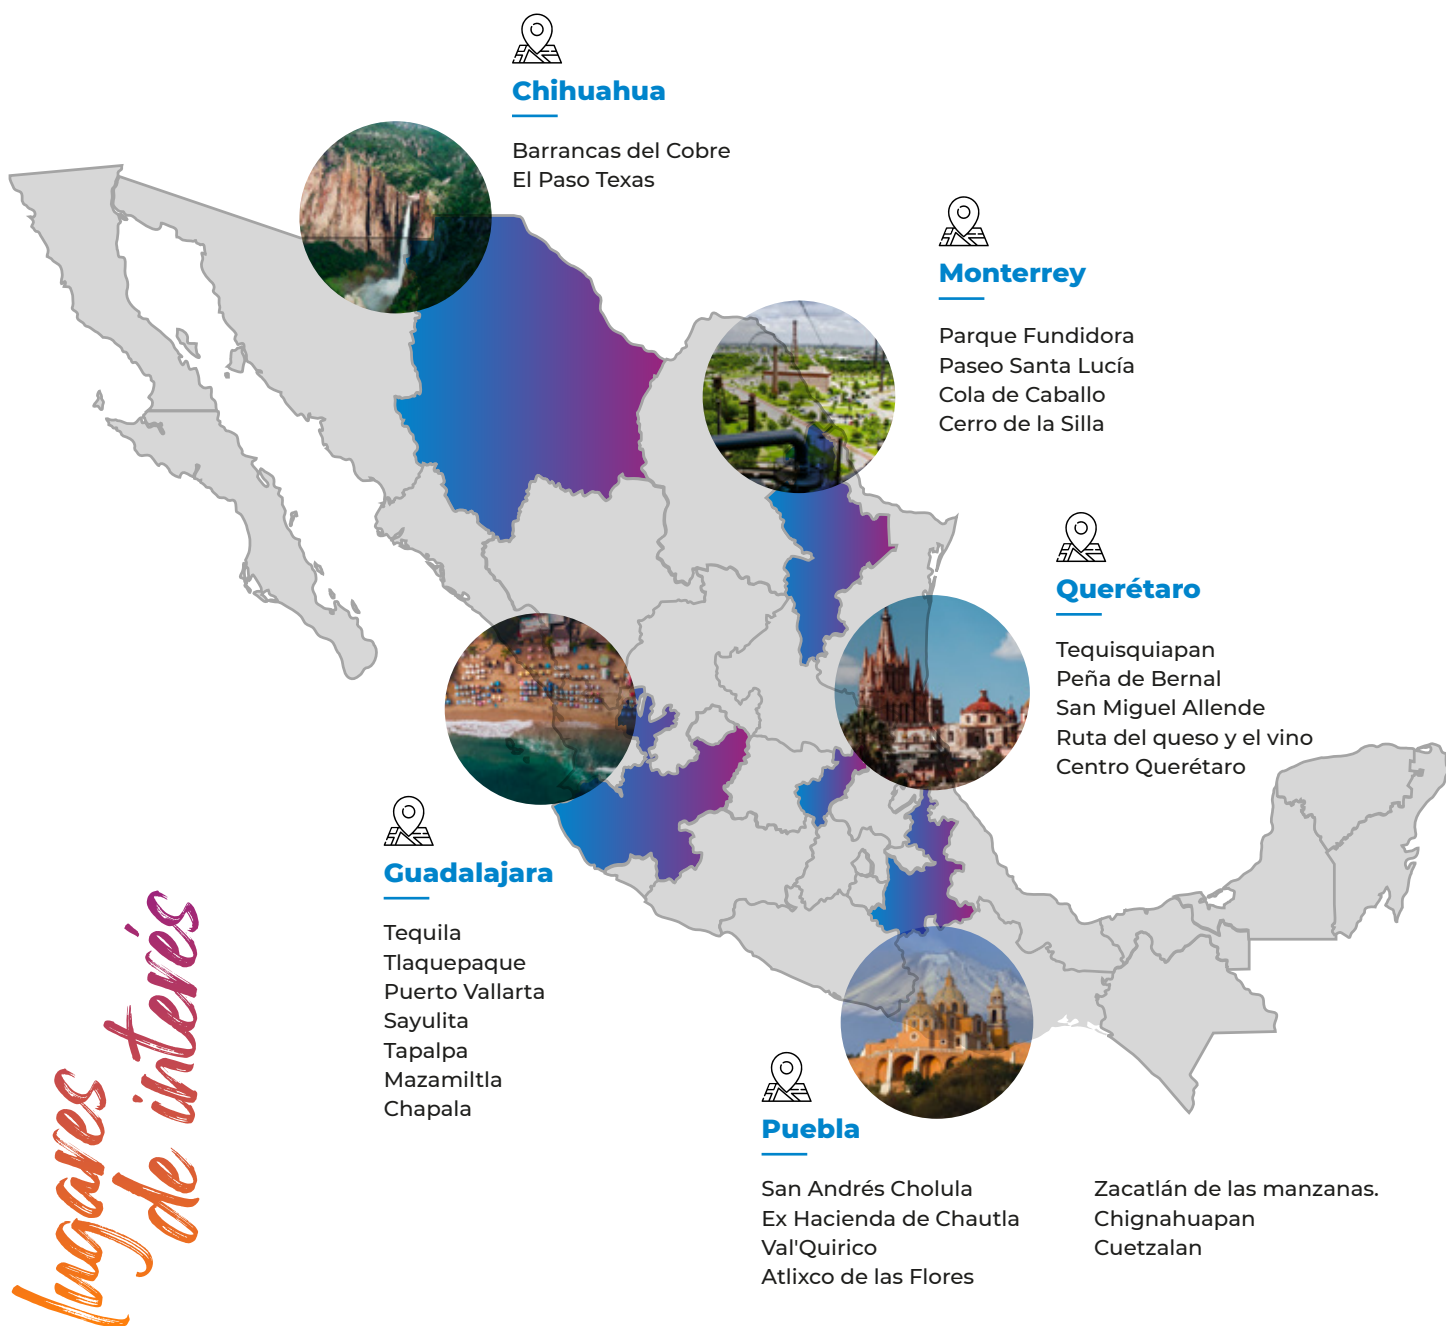 Chihuahua
Barrancas del Cobre
El Paso Texas
Monterrey
Parque Fundidora
Paseo Santa Lucía
Cola de Caballo
Cerro de la Silla
Querétaro
Tequisquiapan
Peña de Bernal
San Miguel Allende
Ruta del queso y el vino
Centro Querétaro
Guadalajara
Tequila
Tlaquepaque
Puerto Vallarta
Sayulita
Tapalpa
Mazamiltla
Chapala
Puebla
San Andrés Cholula
Ex Hacienda de Chautla
Val'Quirico
Atlixco de las Flores
Zacatlán de las manzanas.
Chignahuapan
Cuetzalan
Lugares
de interés